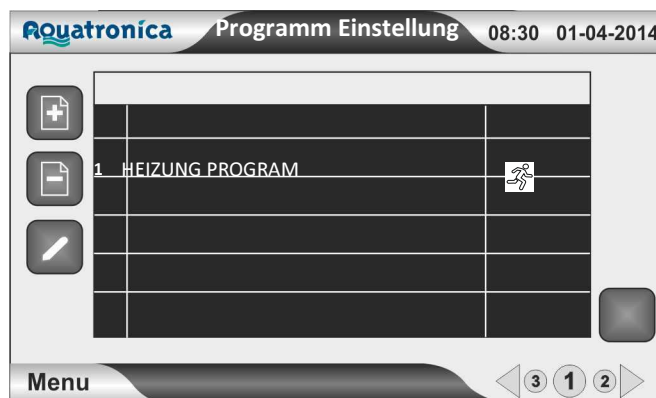 Aquatronica Programm Einstellung 08:30 01-04-2014
1 HEIZUNG PROGRAM
Menu 3 1 2